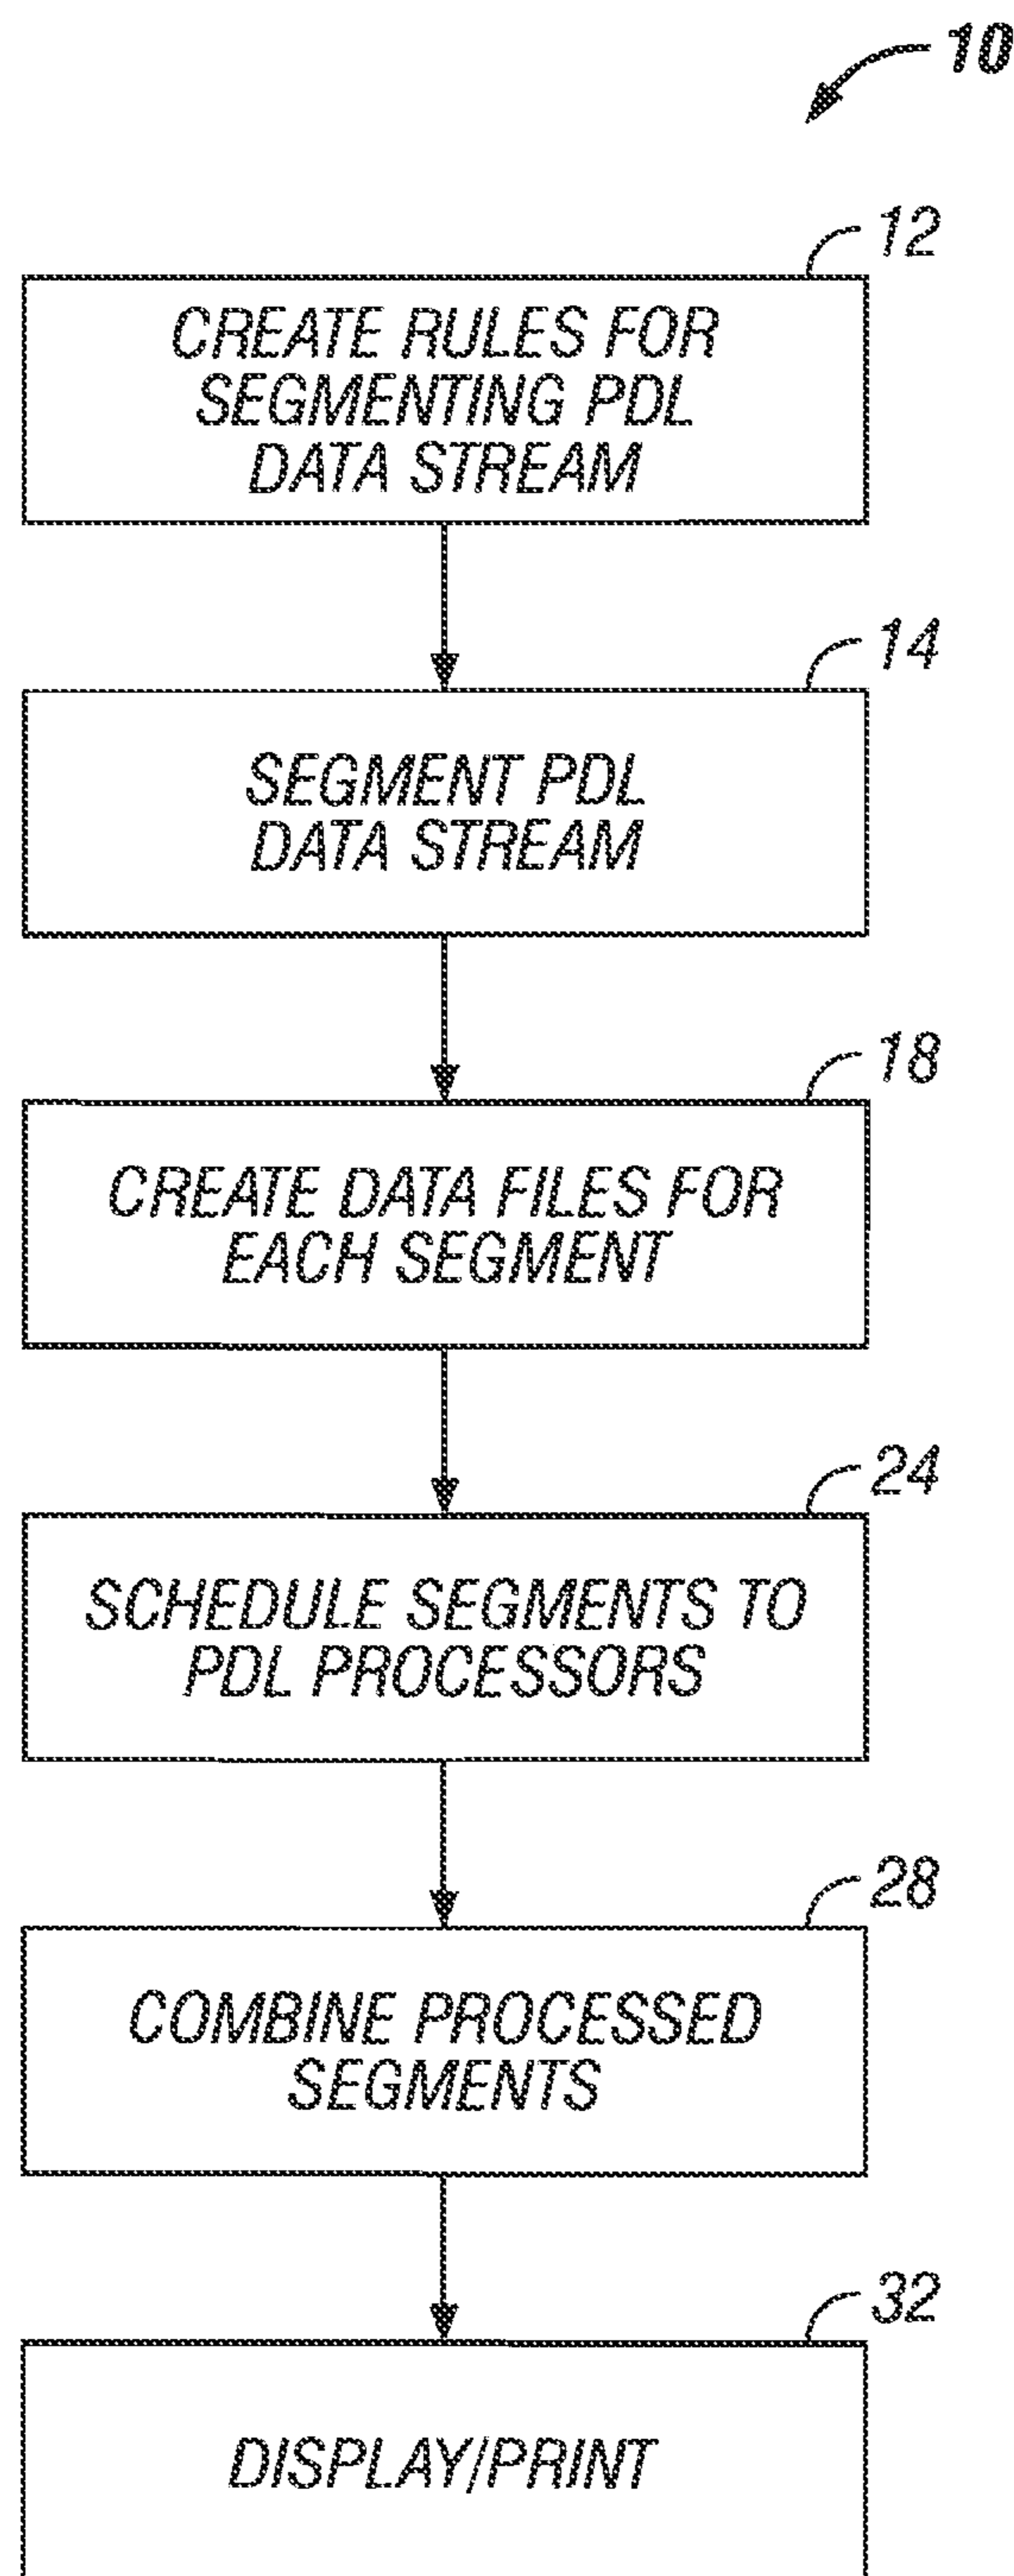 10
12
CREATE RULES FOR
SEGMENTING PDL
DATA STREAM
14
SEGMENT PDL
DATA STREAM
18
CREATE DATA FILES FOR
EACH SEGMENT
24
SCHEDULE SEGMENTS TO
PDL PROCESSORS
28
COMBINE PROCESSED
SEGMENTS
32
DISPLAY/PRINT